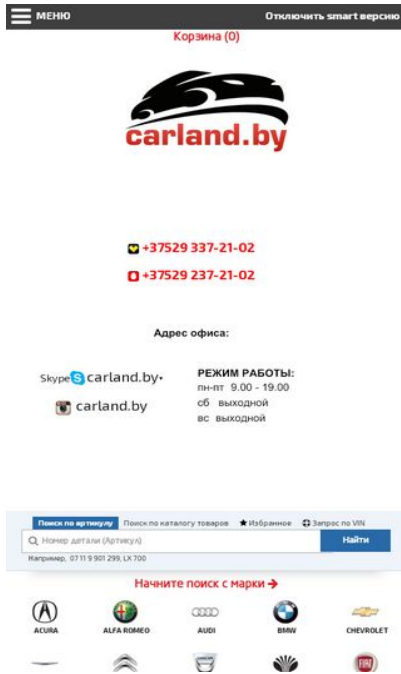 МЕНЮ Отключить smart версию
Корзина (0)
carland.by
+37529 337-21-02
+37529 237-21-02
Адрес офиса:
Skype carland.by
carland.by
РЕЖИМ РАБОТЫ:
пн-пт 9.00 - 19.00
сб выходной
вс выходной
Поиск по артикулу Поиск по каталогу товаров Избранное Запрос по VIN
Номер детали (Артикул) Найти
Например, 07 11 9 901 299, LX 700
Начните поиск с марки
ACURA ALFA ROMEO AUDI BMW CHEVROLET
FIAT